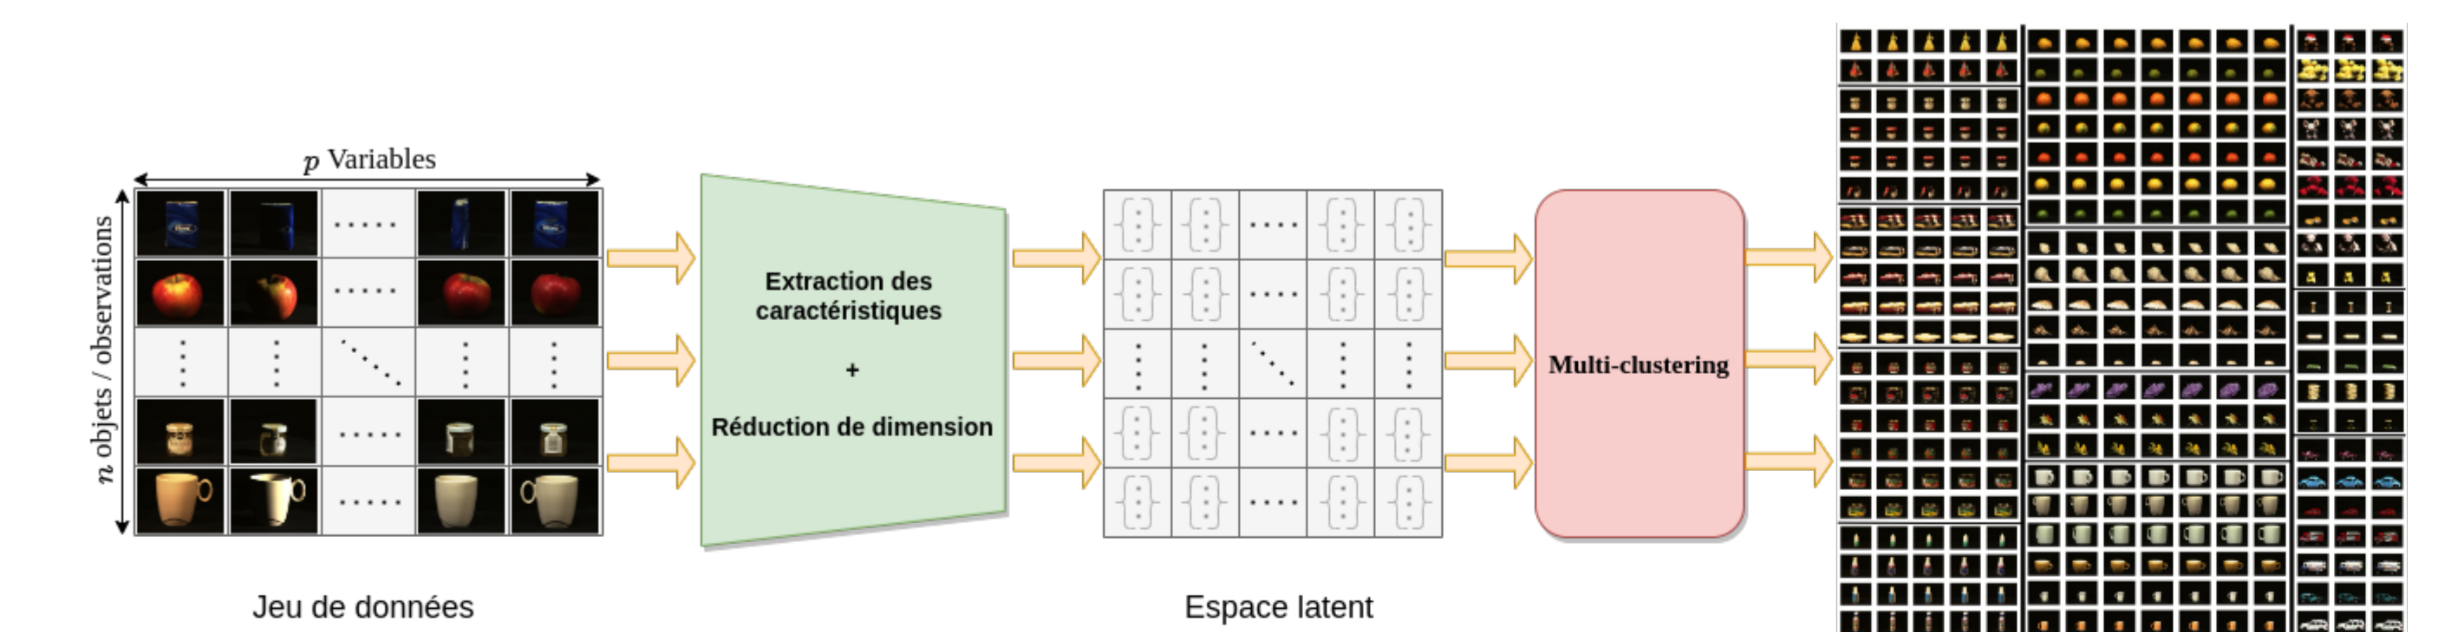 p Variables
n objets / observations
Extraction des
caractéristiques
+
Réduction de dimension
Multi-clustering
Jeu de données
Espace latent